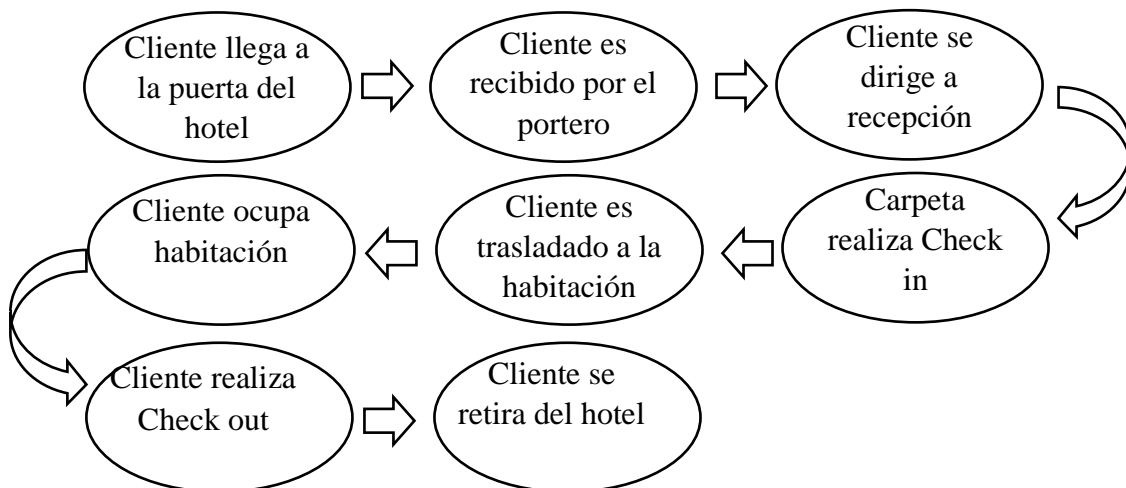 Cliente llega a
la puerta del
hotel
Cliente es
recibido por el
portero
Cliente se
dirige a
recepción
Carpeta
realiza Check
in
Cliente es
trasladado a la
habitación
Cliente ocupa
habitación
Cliente realiza
Check out
Cliente se
retira del hotel